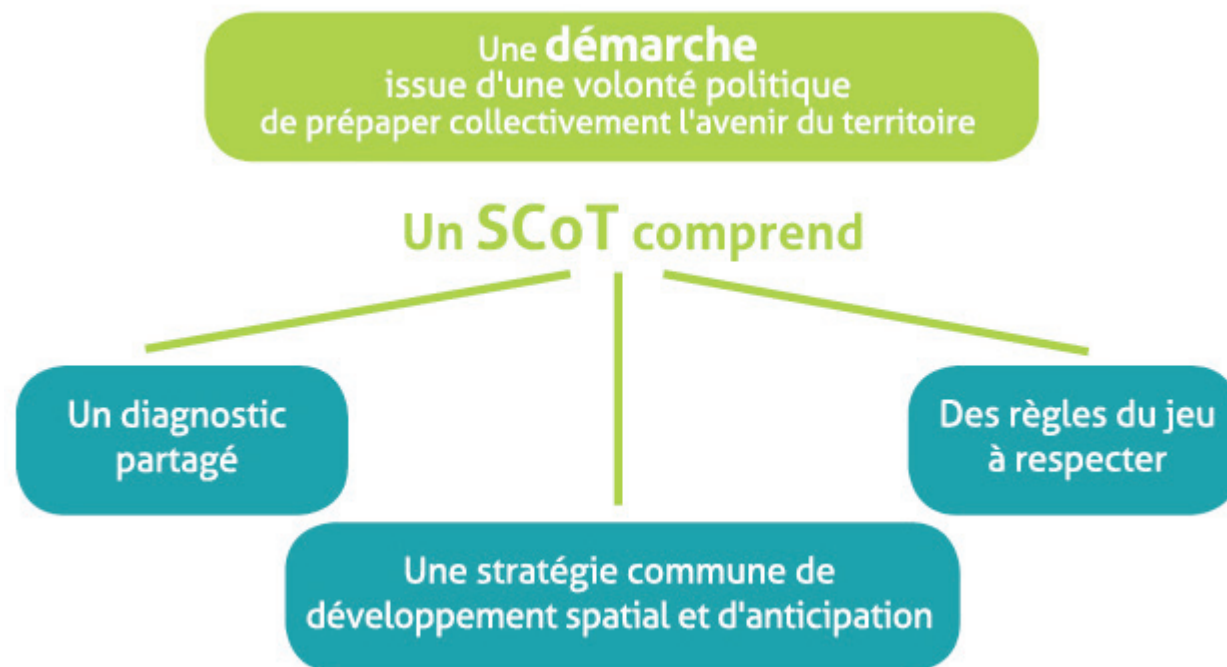 Une démarche
issue d'une volonté politique
de prépaper collectivement l'avenir du territoire
Un SCoT comprend
Un diagnostic
partagé
Des règles du jeu
à respecter
Une stratégie commune de
développement spatial et d'anticipation